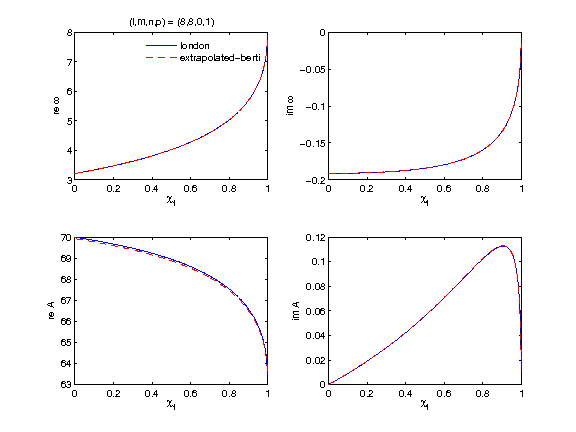 (l,m,n,p) = (8,8,0,1)
london
extrapolated-berti
re ω
8
7
6
5
4
3
0 0.2 0.4 0.6 0.8 1
χf
im ω
0
−0.05
−0.1
−0.15
−0.2
0 0.2 0.4 0.6 0.8 1
χf
re A
70
69
68
67
66
65
64
63
0 0.2 0.4 0.6 0.8 1
χf
im A
0.12
0.1
0.08
0.06
0.04
0.02
0
0 0.2 0.4 0.6 0.8 1
χf